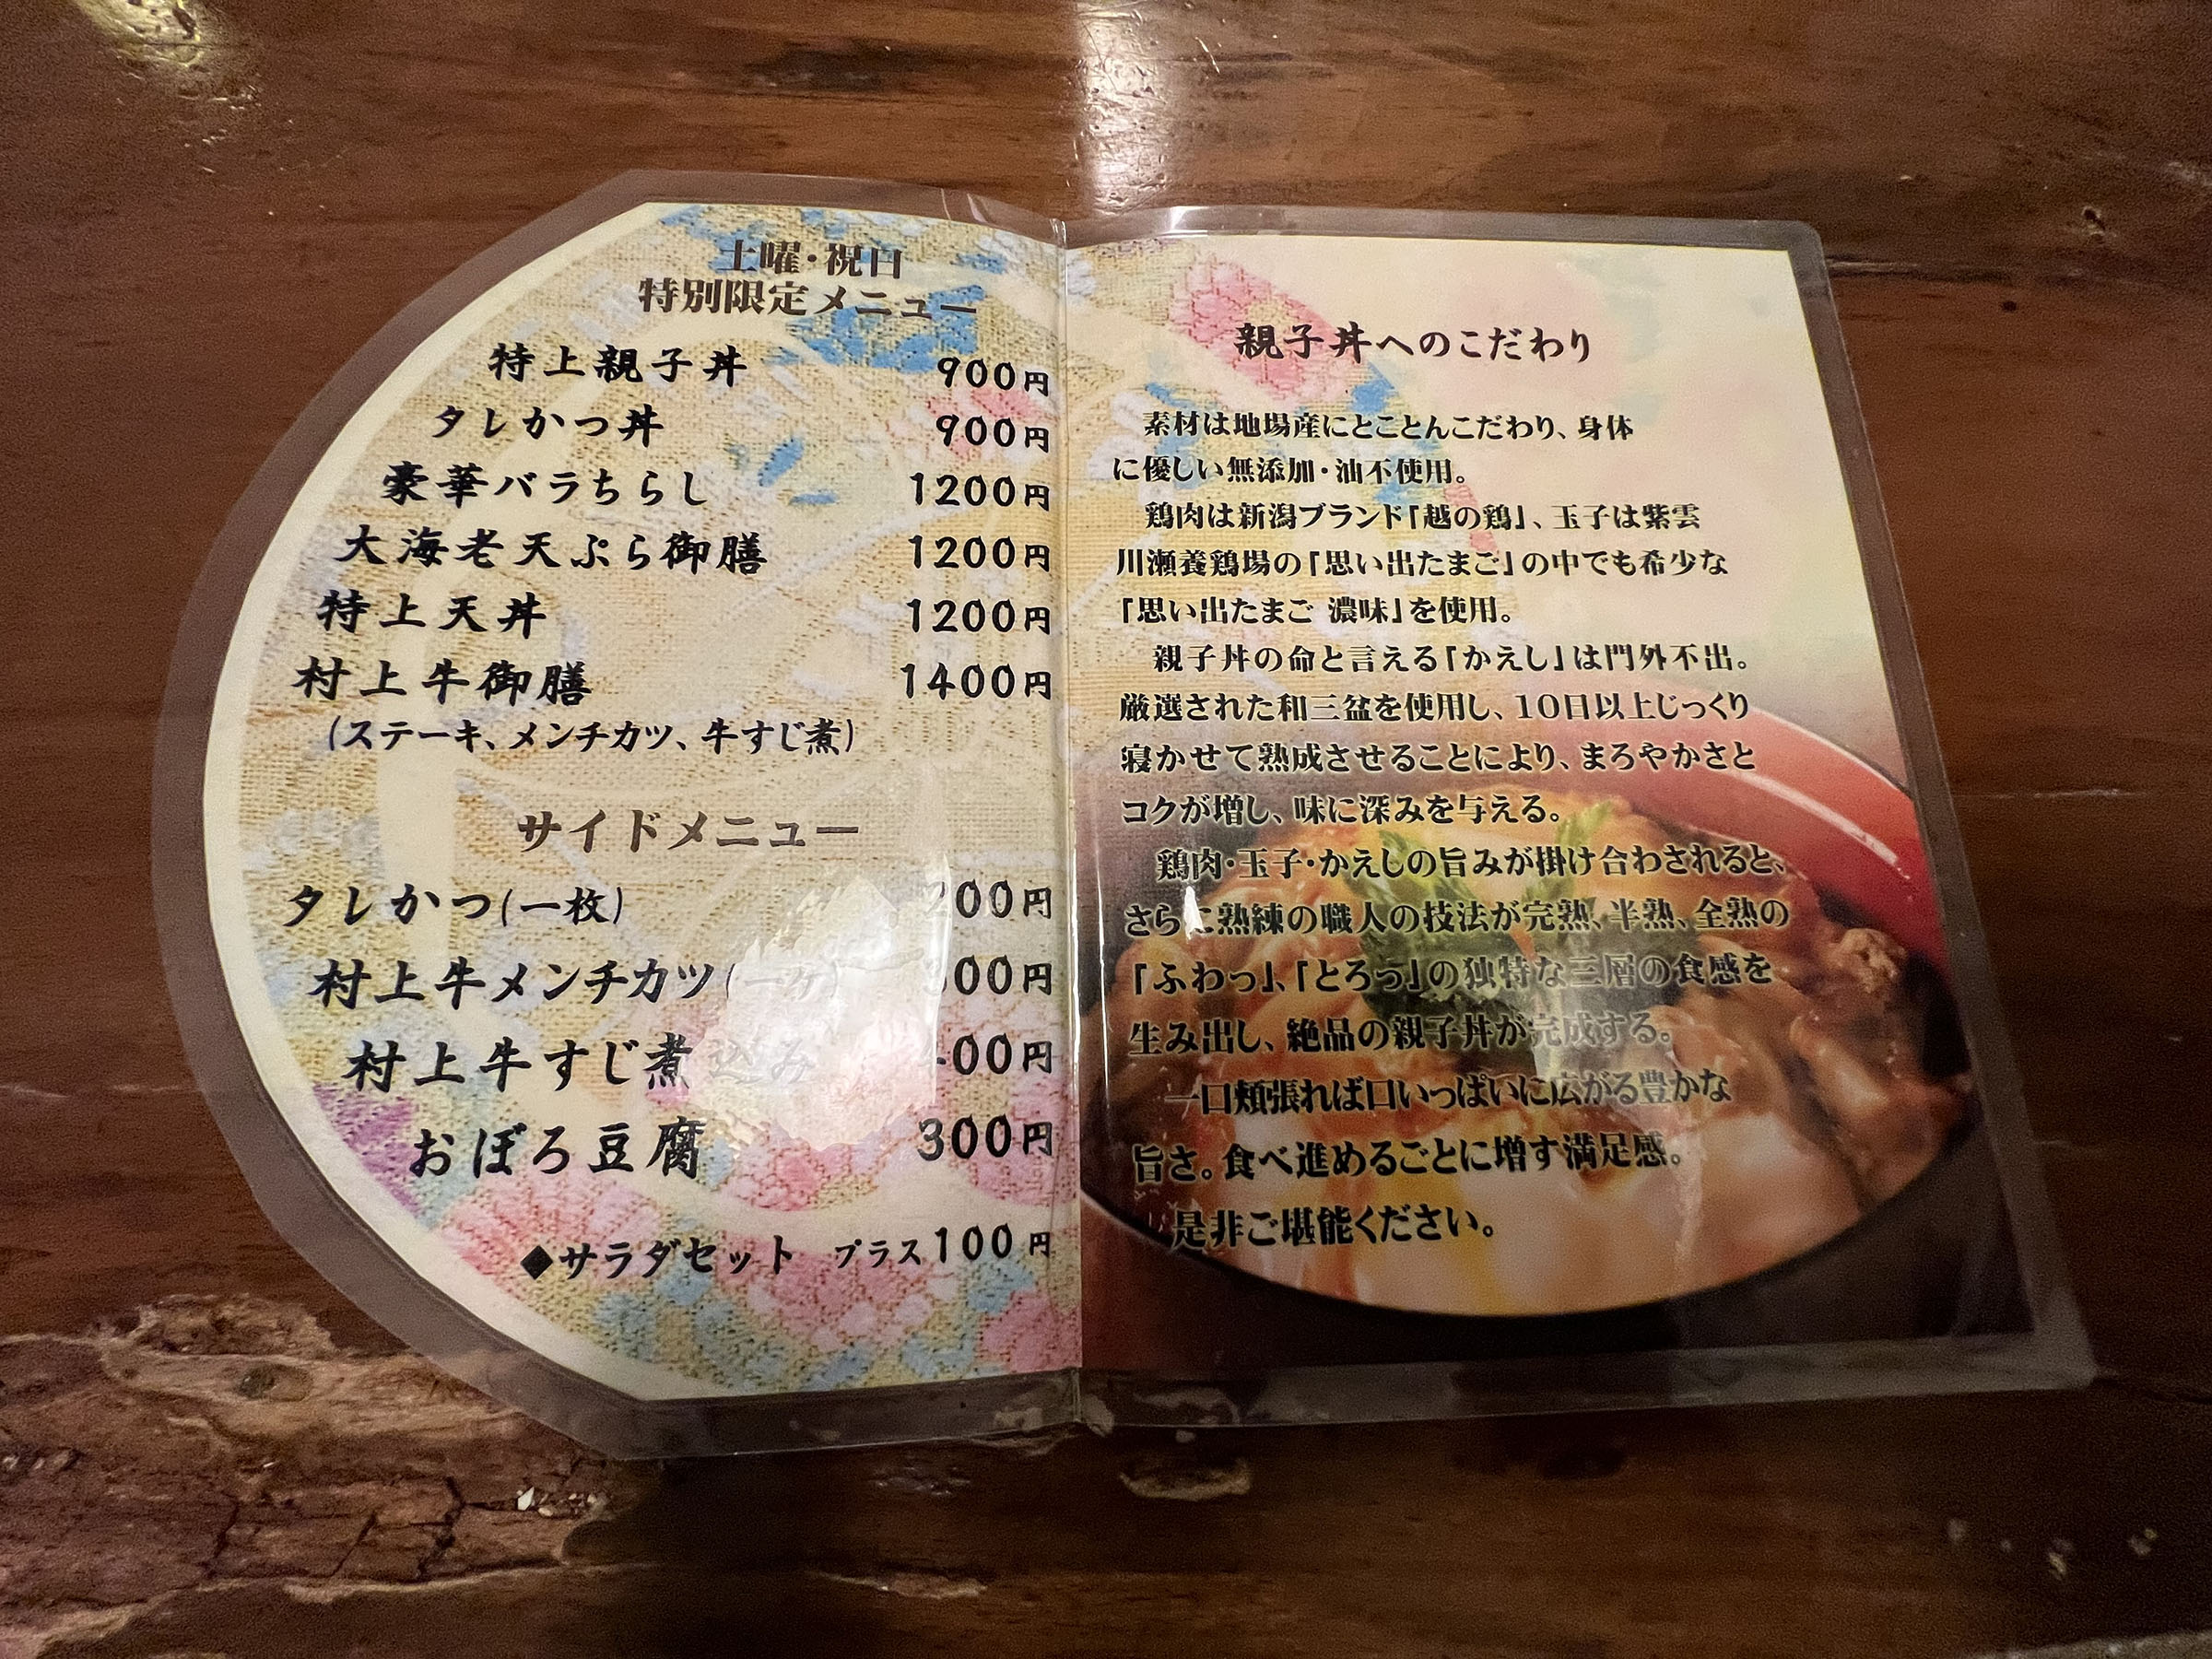 土曜・祝日
特別限定メニュー
特上親子丼 900円
タレかつ丼 900円
豪華バラちらし 1200円
大海老天ぷら御膳 1200円
特上天丼 1200円
村上牛御膳 1400円
(ステーキ、メンチカツ、牛すじ煮)
サイドメニュー
タレかつ(一枚) 200円
村上牛メンチカツ(一ケ) 00円
村上牛すじ煮込み 400円
おぼろ豆腐 300円
◆サラダセット プラス100円
親子丼へのこだわり
素材は地場産にとことんこだわり、身体
に優しい無添加・油不使用。
鶏肉は新潟ブランド「越の鶏」、玉子は紫雲
川瀬養鶏場の「思い出たまご」の中でも希少な
「思い出たまご 濃味」を使用。
親子丼の命と言える「かえし」は門外不出。
厳選された和三盆を使用し、10日以上じっくり
寝かせて熟成させることにより、まろやかさと
コクが増し、味に深みを与える。
鶏肉・玉子・かえしの旨みが掛け合わされると、
さらに熟練の職人の技法が完熟、半熟、全熟の
「ふわっ」、「とろっ」の独特な三層の食感を
生み出し、絶品の親子丼が完成する。
一口頬張れば口いっぱいに広がる豊かな
旨さ。食べ進めるごとに増す満足感。
是非ご堪能ください。